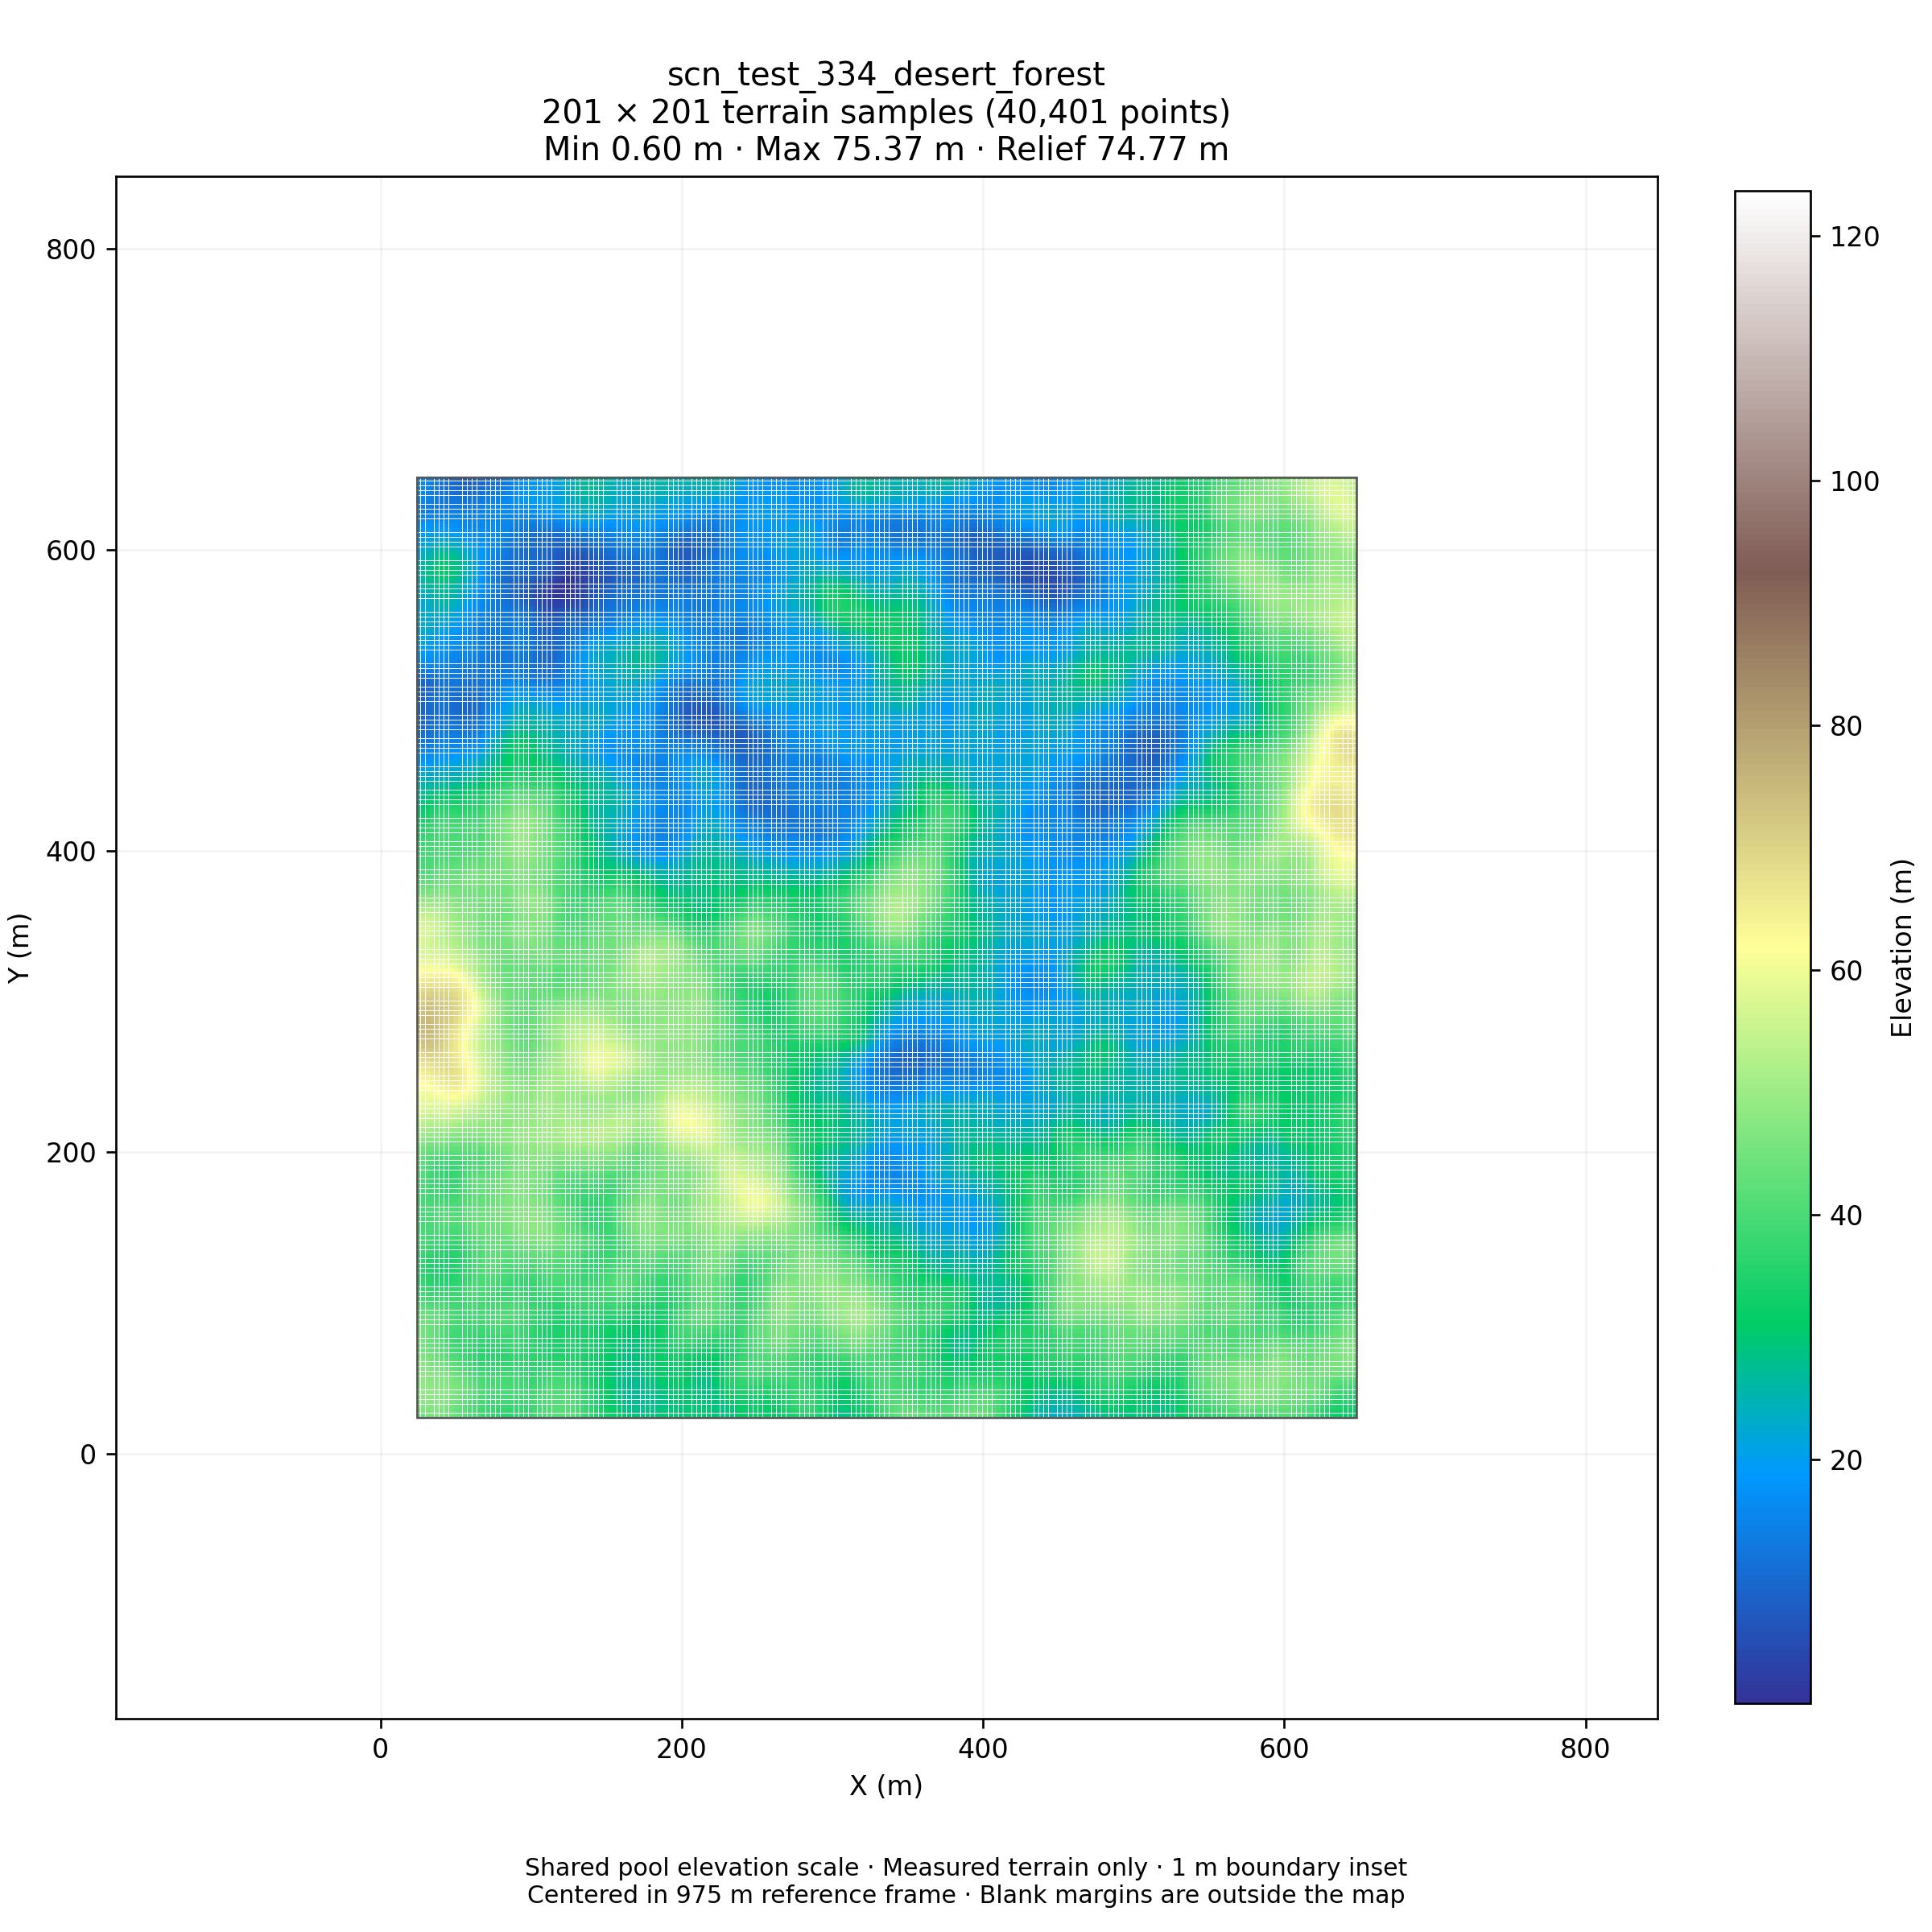 scn_test_334_desert_forest
201 × 201 terrain samples (40,401 points)
Min 0.60 m · Max 75.37 m · Relief 74.77 m
800
600
400
200
0
Y (m)
0
200
400
600
800
X (m)
120
100
80
60
40
20
Elevation (m)
Shared pool elevation scale · Measured terrain only · 1 m boundary inset
Centered in 975 m reference frame · Blank margins are outside the map